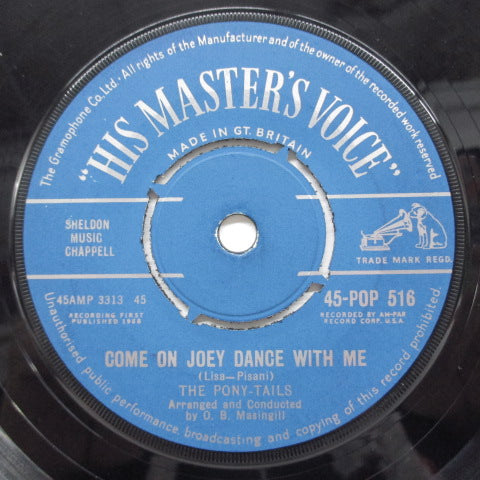 The Gramophone Co. Ltd. · All rights of the Manufacturer and of the owner of the recorded work reserved.
"HIS MASTER'S VOICE"
MADE IN GT. BRITAIN
SHELDON
MUSIC
CHAPPELL
TRADE MARK REGD.
45AMP 3313 45
45-POP 516
RECORDING FIRST
PUBLISHED 1958
RECORDED BY AM-PAR
RECORD CORP. U.S.A.
COME ON JOEY DANCE WITH ME
(Lisa—Pisani)
THE PONY-TAILS
Arranged and Conducted
by O. B. Masingill
Unauthorised public performance, broadcasting and copying of this record prohibited.